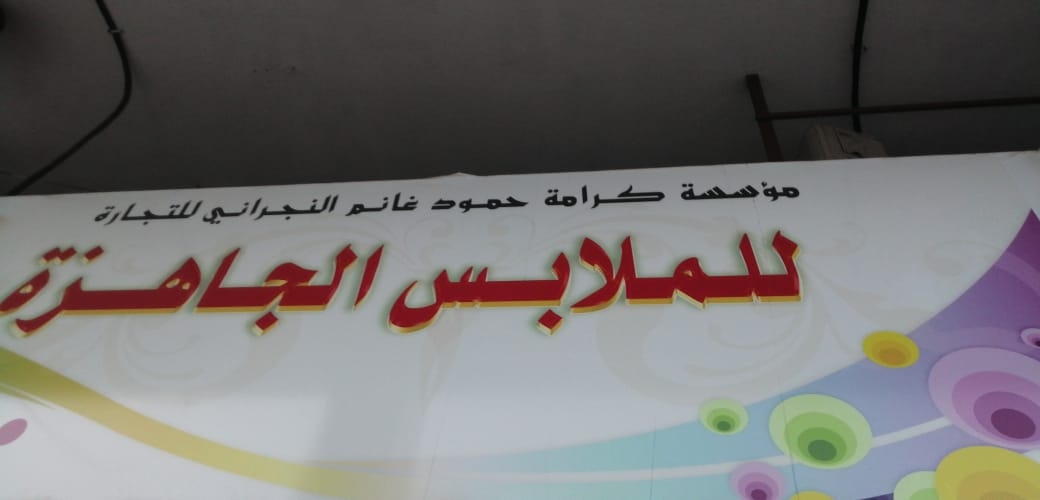 مؤسسة كرامة حمود غانم النجراني للتجارة
للملابس الجاهزة